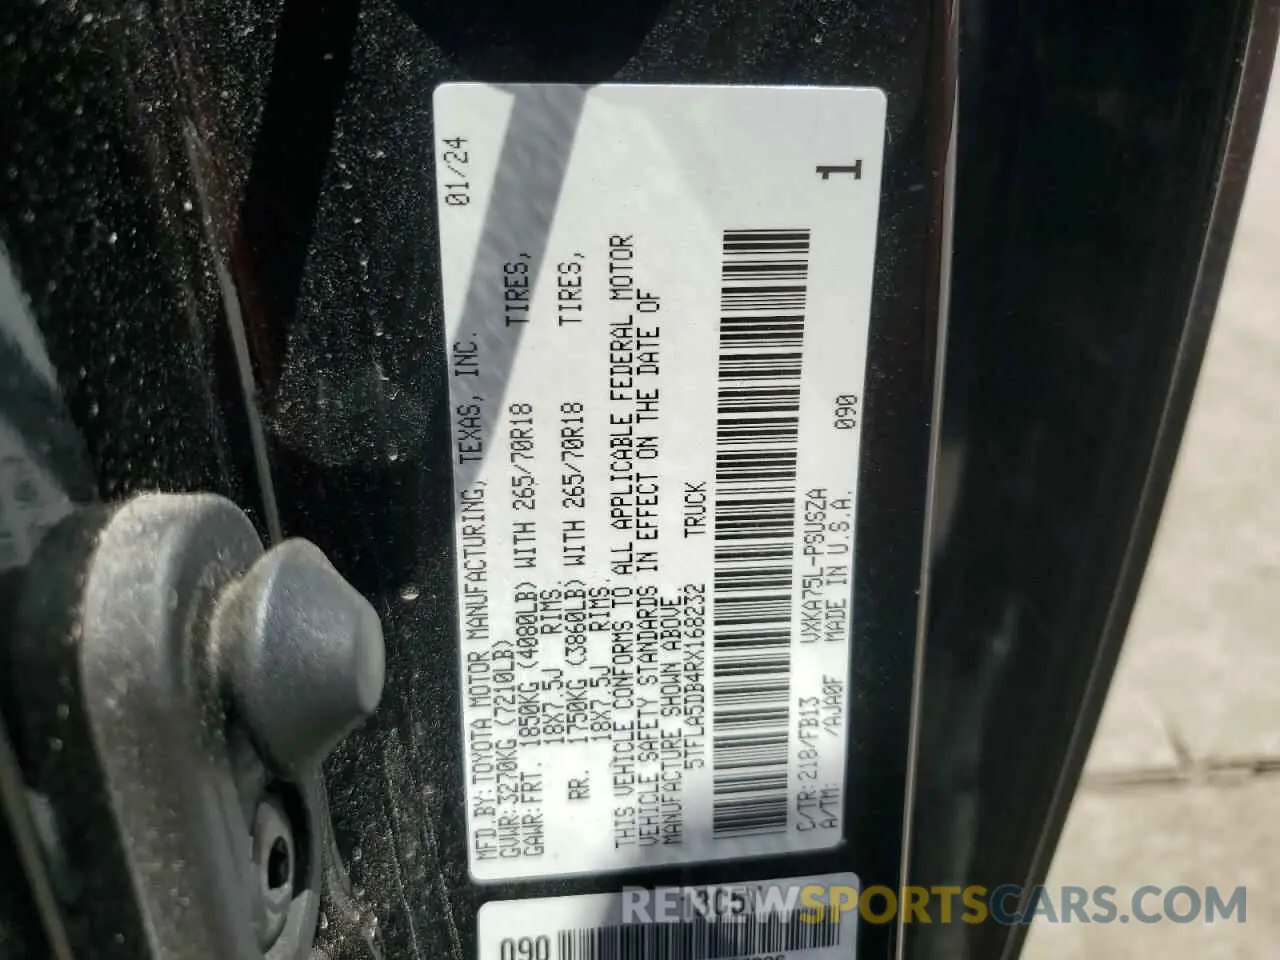 MFD.BY:TOYOTA MOTOR MANUFACTURING, TEXAS, INC. 01/24
GVWR:3270KG (7210LB)
GAWR:FRT. 1850KG (4080LB) WITH 265/70R18 TIRES,
18X7.5J RIMS.
RR. 1750KG (3860LB) WITH 265/70R18 TIRES,
18X7.5J RIMS.
THIS VEHICLE CONFORMS TO ALL APPLICABLE FEDERAL MOTOR
VEHICLE SAFETY STANDARDS IN EFFECT ON THE DATE OF
MANUFACTURE SHOWN ABOVE.
5TFLA5DB4RX168232 TRUCK
C/TR:218/FB13 VXKA75L-PSUSZA
A/TM: /AJA0F MADE IN U.S.A. 090 1
090
RENEWSPORTSCARS.COM